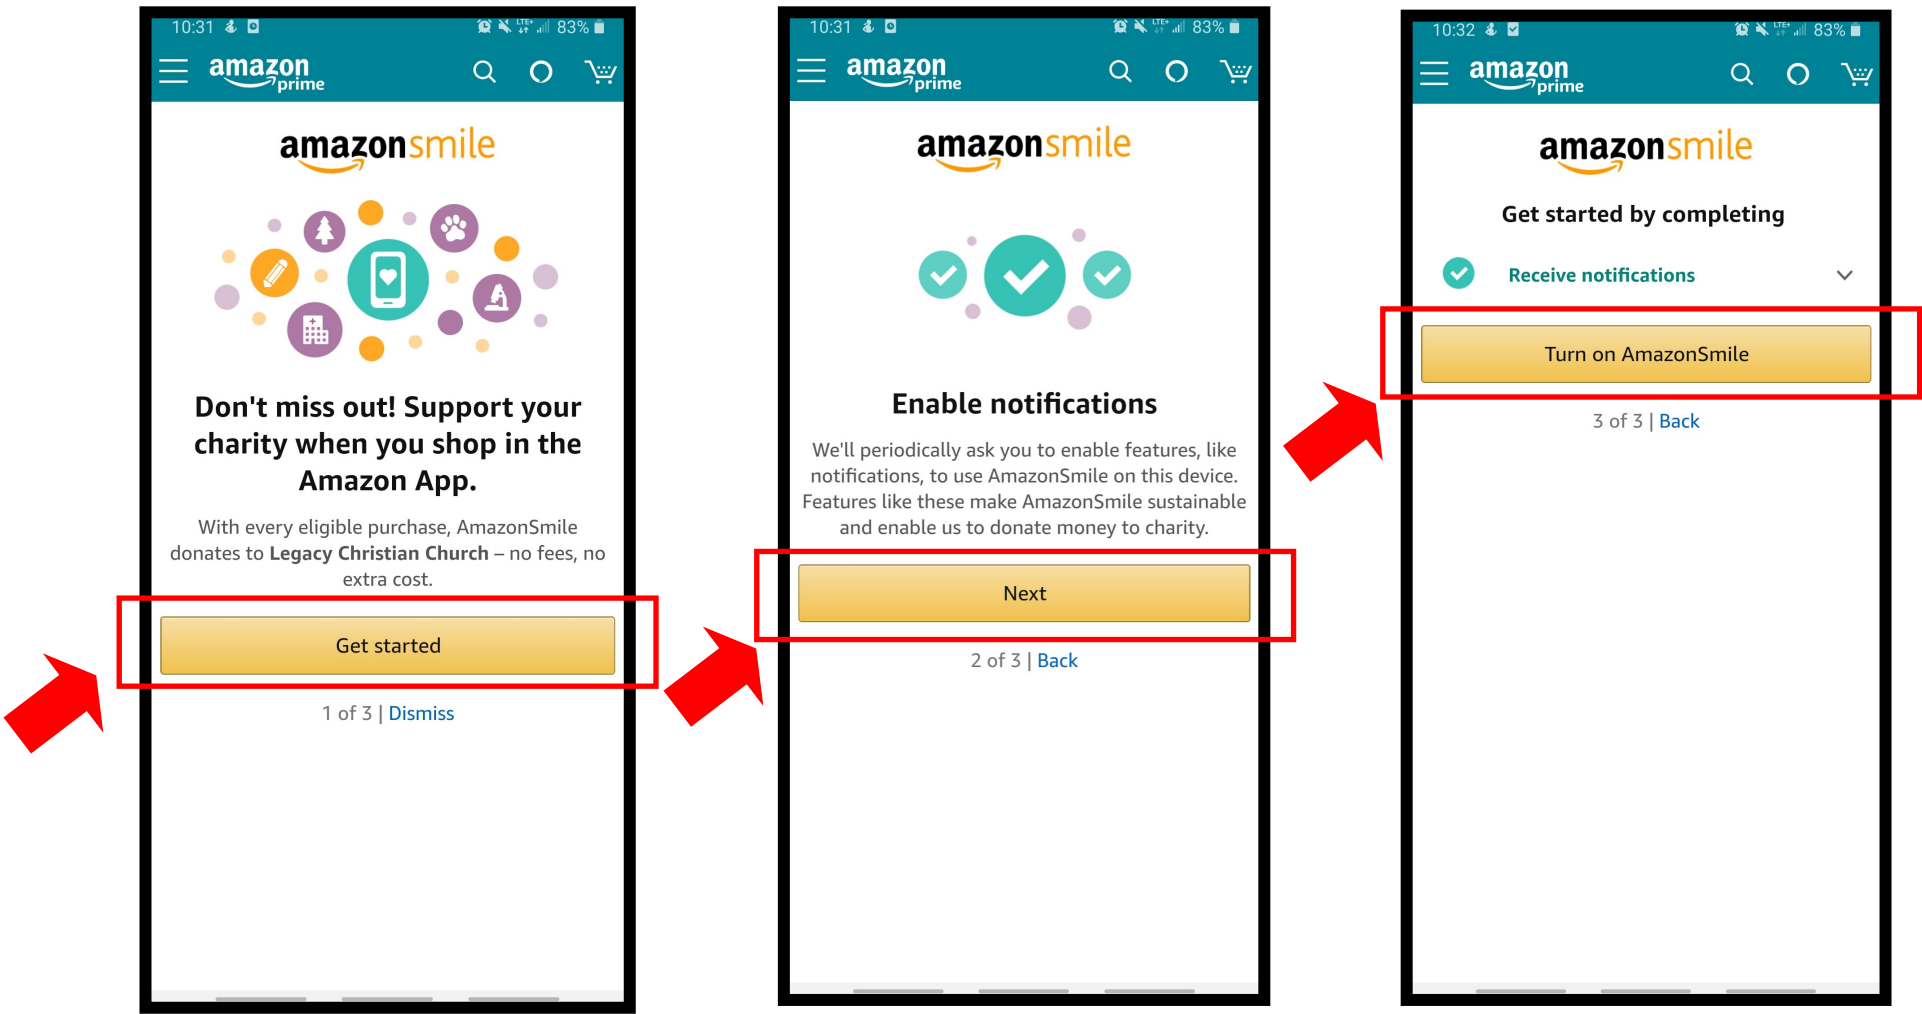 10:31
LTE+ 83%
amazon
prime
amazonsmile
Don't miss out! Support your
charity when you shop in the
Amazon App.
With every eligible purchase, AmazonSmile
donates to Legacy Christian Church – no fees, no
extra cost.
Get started
1 of 3 | Dismiss
10:31
LTE+ 83%
amazon
prime
amazonsmile
Enable notifications
We'll periodically ask you to enable features, like
notifications, to use AmazonSmile on this device.
Features like these make AmazonSmile sustainable
and enable us to donate money to charity.
Next
2 of 3 | Back
10:32
LTE+ 83%
amazon
prime
amazonsmile
Get started by completing
Receive notifications
Turn on AmazonSmile
3 of 3 | Back